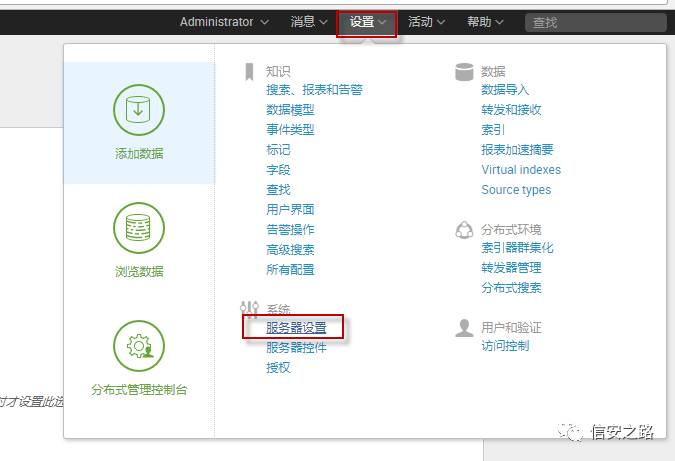 Administrator 消息 设置 活动 帮助 查找
添加数据
浏览数据
分布式管理控制台
知识
搜索、报表和告警
数据模型
事件类型
标记
字段
查找
用户界面
告警操作
高级搜索
所有配置
系统
服务器设置
服务器控件
授权
数据
数据导入
转发和接收
索引
报表加速摘要
Virtual indexes
Source types
分布式环境
索引器群集化
转发器管理
分布式搜索
用户和验证
访问控制
时才设置此选
信安之路